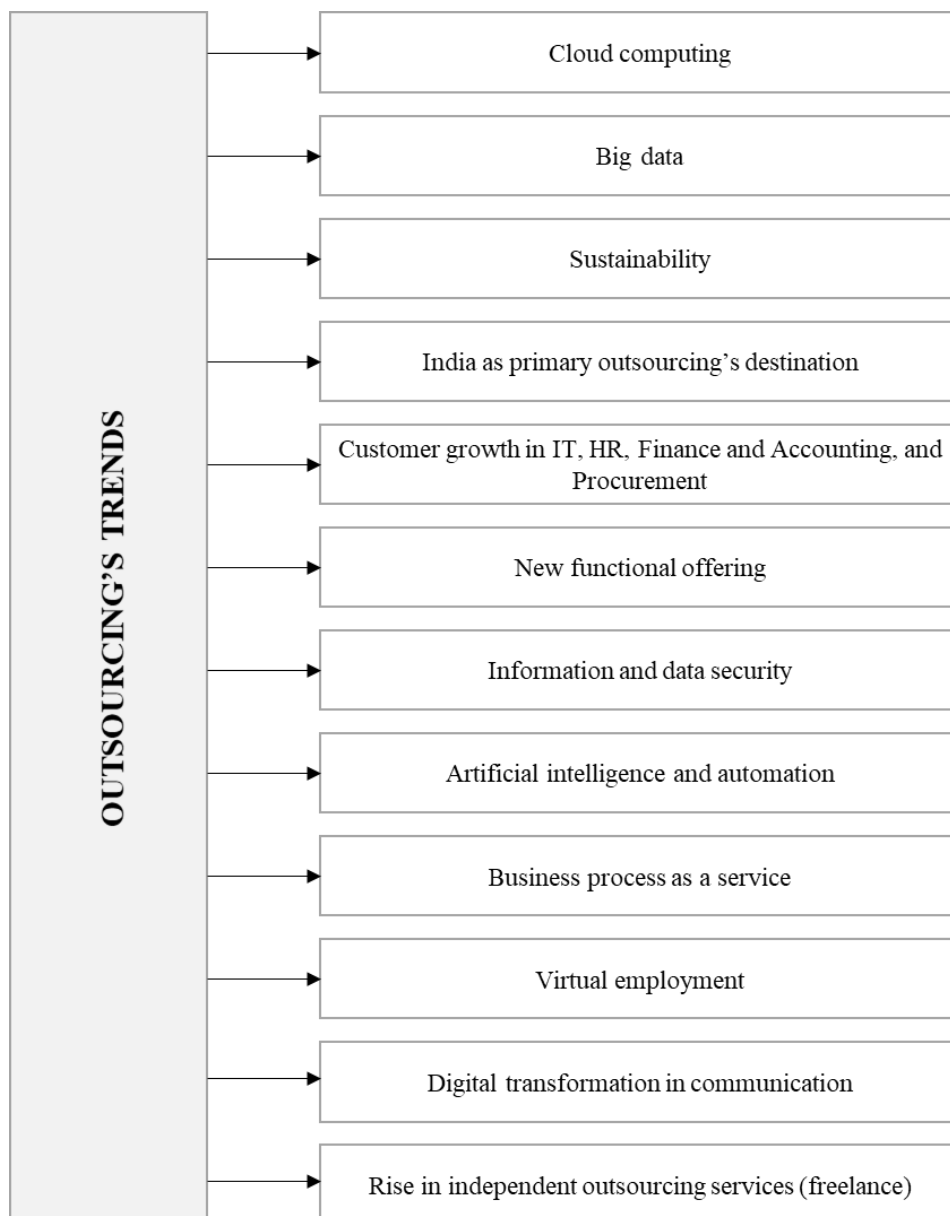 OUTSOURCING’S TRENDS
Cloud computing
Big data
Sustainability
India as primary outsourcing’s destination
Customer growth in IT, HR, Finance and Accounting, and
Procurement
New functional offering
Information and data security
Artificial intelligence and automation
Business process as a service
Virtual employment
Digital transformation in communication
Rise in independent outsourcing services (freelance)